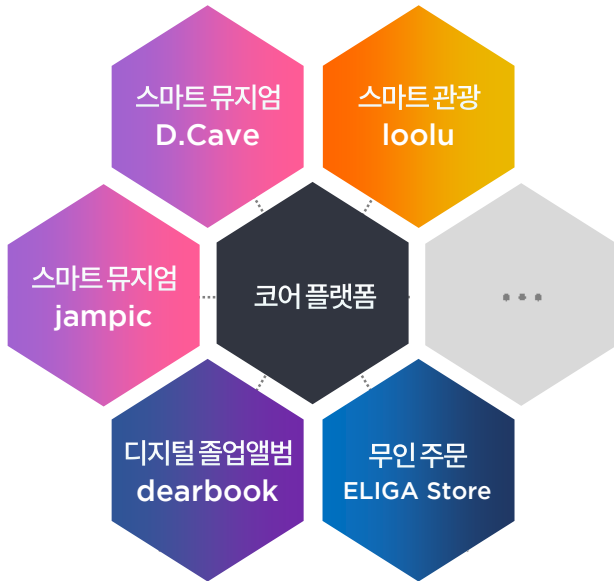 스마트 뮤지엄
D.Cave
스마트 관광
loolu
스마트 뮤지엄
jampic
코어 플랫폼
...
디지털 졸업앨범
dearbook
무인 주문
ELIGA Store